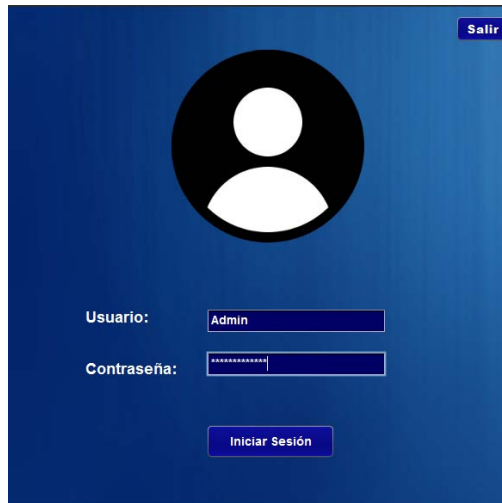 Salir
Usuario:
Admin
Contraseña:
*************
Iniciar Sesión